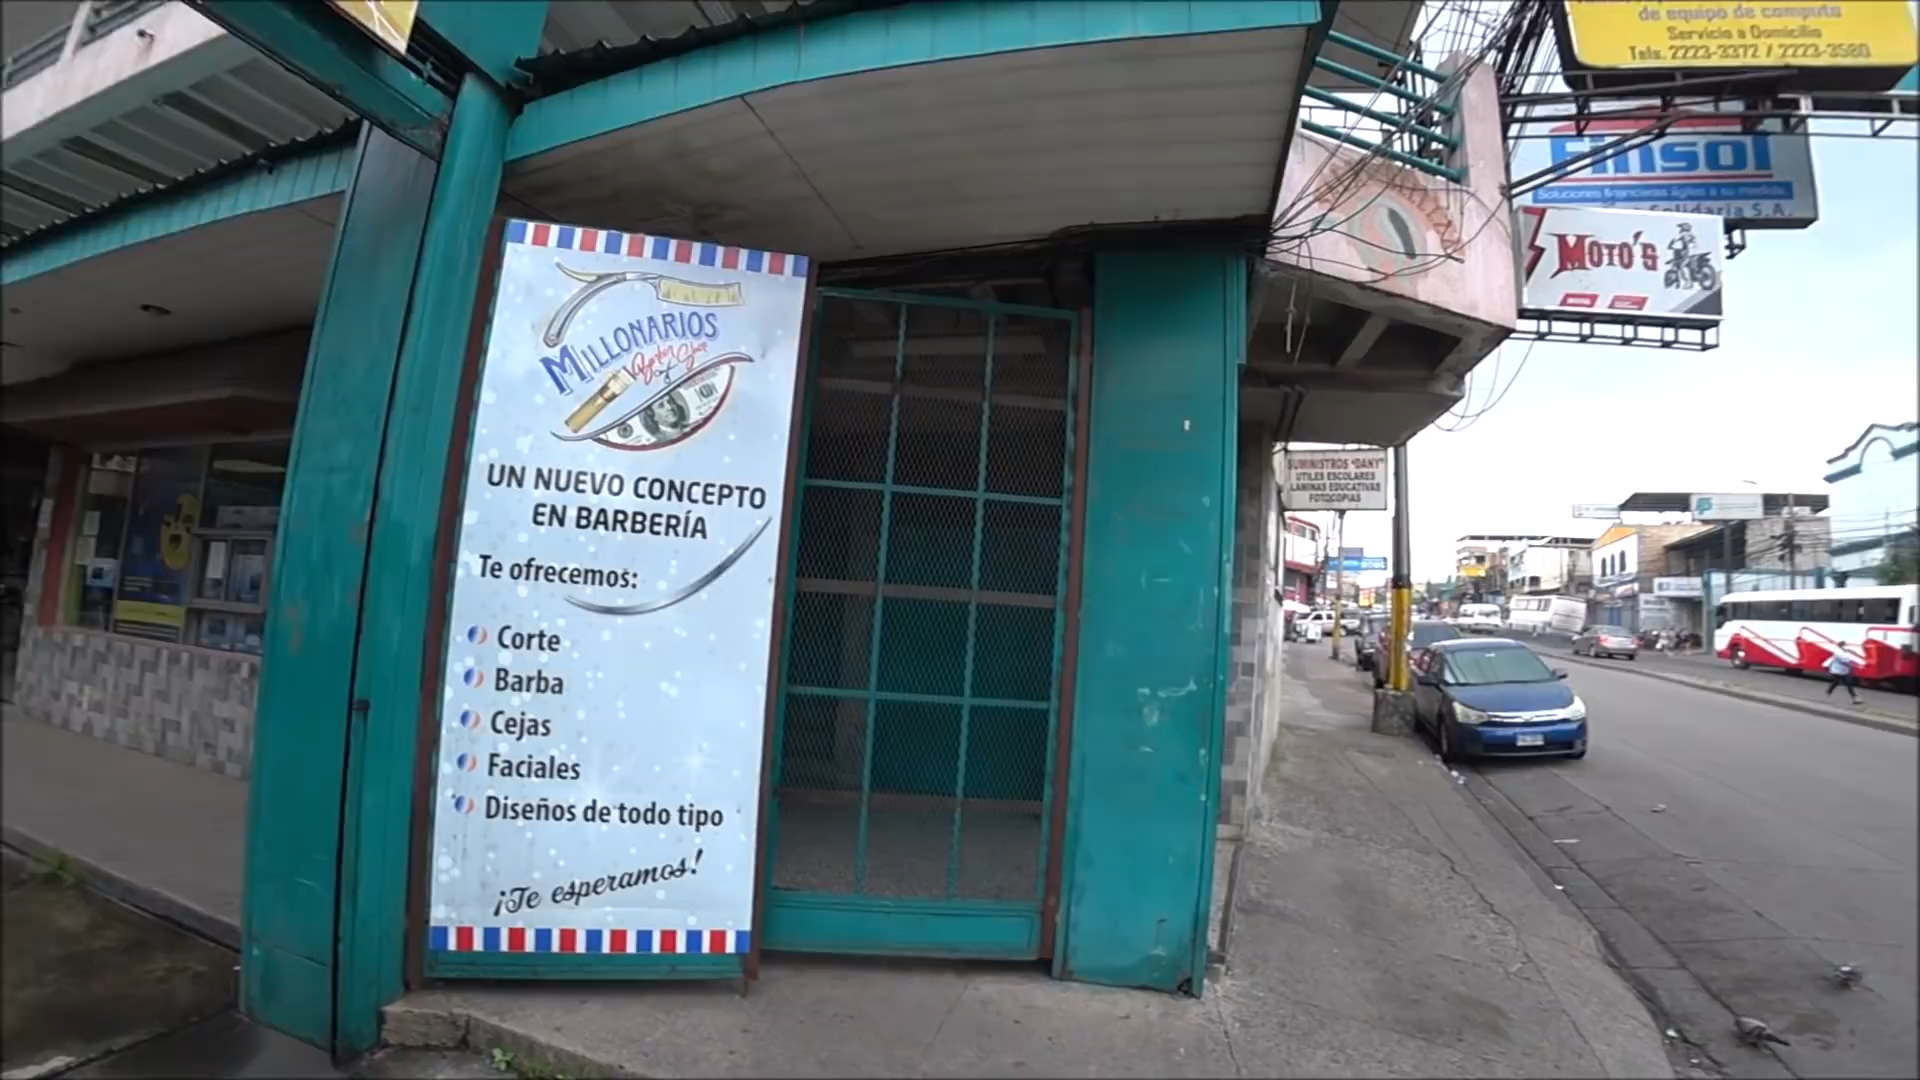 MILLONARIOS
Barber Shop
UN NUEVO CONCEPTO
EN BARBERÍA
Te ofrecemos:
Corte
Barba
Cejas
Faciales
Diseños de todo tipo
¡Te esperamos!
de equipo de computo
Servicio a Domicilio
Tels. 2223-3372 / 2223-3580
Finsol
Soluciones financieras ágiles a su medida.
Solidaria S.A.
MOTO'S
SUMINISTROS "DANY"
UTILES ESCOLARES
LAMINAS EDUCATIVAS
FOTOCOPIAS